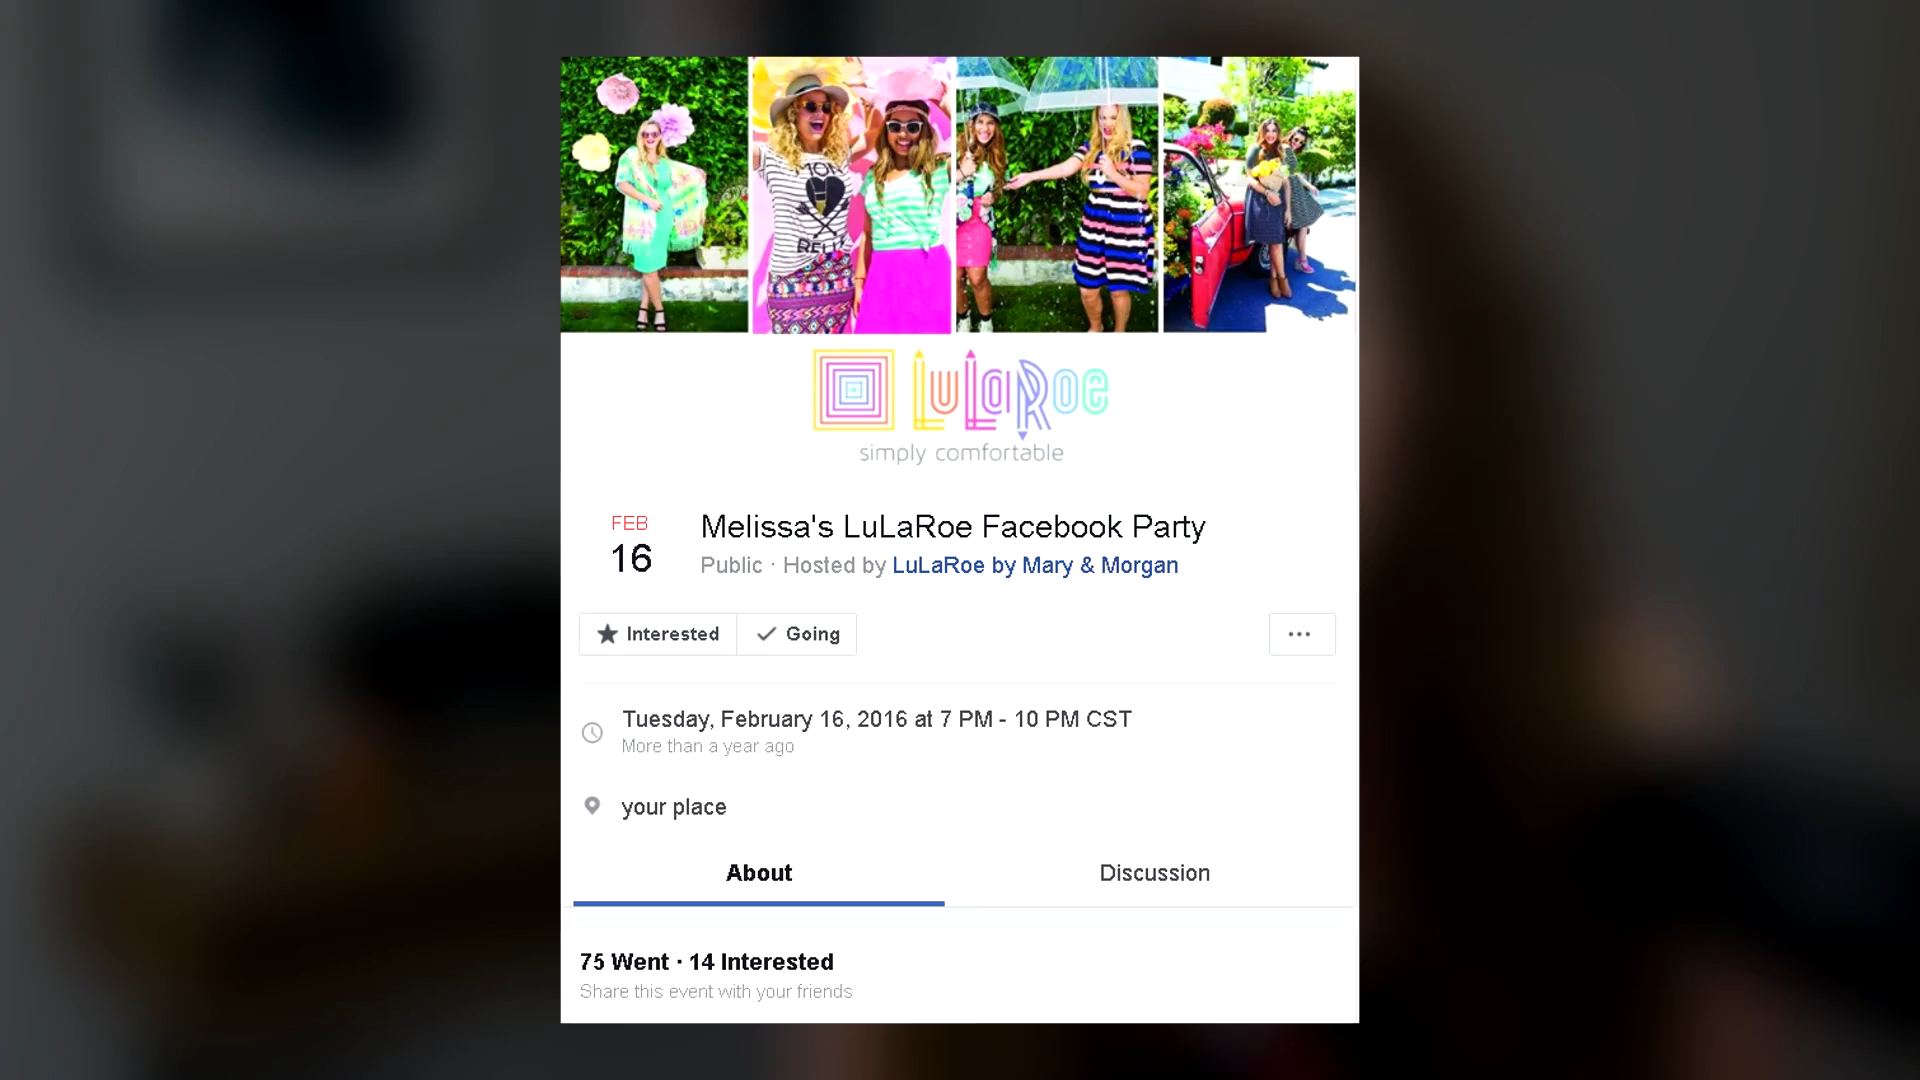 MON
RELLI
LuLaRoe
simply comfortable
FEB
16
Melissa's LuLaRoe Facebook Party
Public · Hosted by LuLaRoe by Mary & Morgan
Interested
Going
Tuesday, February 16, 2016 at 7 PM - 10 PM CST
More than a year ago
your place
About
Discussion
75 Went · 14 Interested
Share this event with your friends